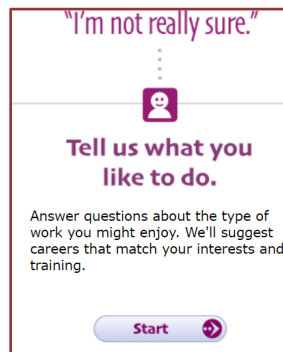 "I'm not really sure."
Tell us what you
like to do.
Answer questions about the type of
work you might enjoy. We'll suggest
careers that match your interests and
training.
Start